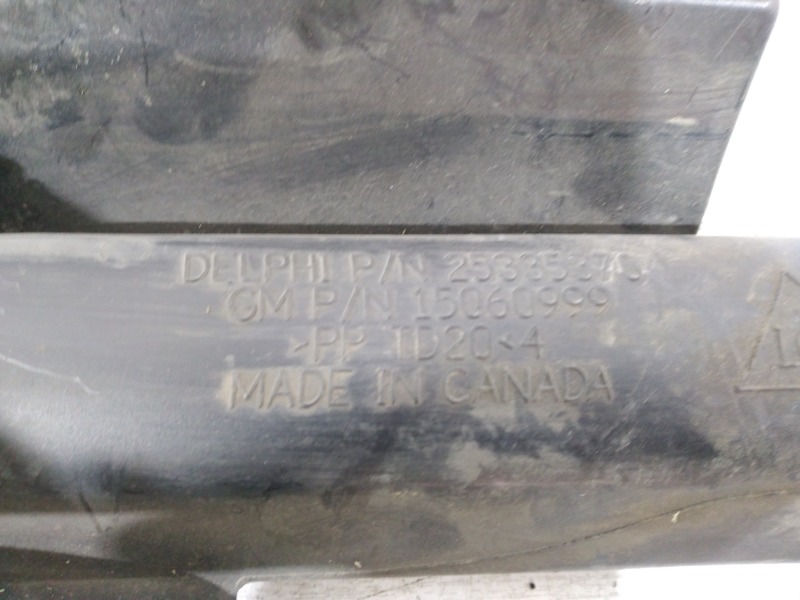 DELPHI P/N
GM P/N 15060999
>PP TD20<4
MADE IN CANADA